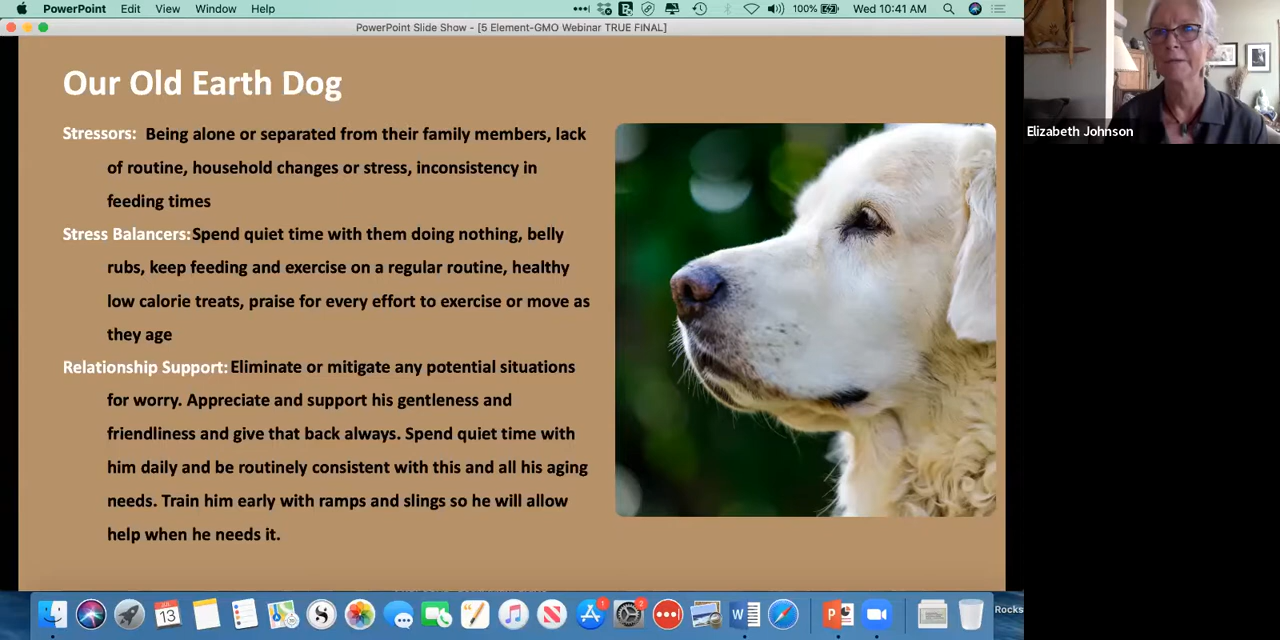 PowerPoint Edit View Window Help
100% Wed 10:41 AM
PowerPoint Slide Show - [5 Element-GMO Webinar TRUE FINAL]
Our Old Earth Dog
Stressors: Being alone or separated from their family members, lack
of routine, household changes or stress, inconsistency in
feeding times
Stress Balancers: Spend quiet time with them doing nothing, belly
rubs, keep feeding and exercise on a regular routine, healthy
low calorie treats, praise for every effort to exercise or move as
they age
Relationship Support: Eliminate or mitigate any potential situations
for worry. Appreciate and support his gentleness and
friendliness and give that back always. Spend quiet time with
him daily and be routinely consistent with this and all his aging
needs. Train him early with ramps and slings so he will allow
help when he needs it.
Elizabeth Johnson
13
Rocks